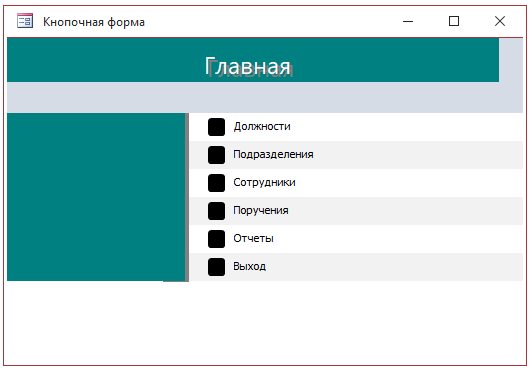 Кнопочная форма
Главная
Должности
Подразделения
Сотрудники
Поручения
Отчеты
Выход